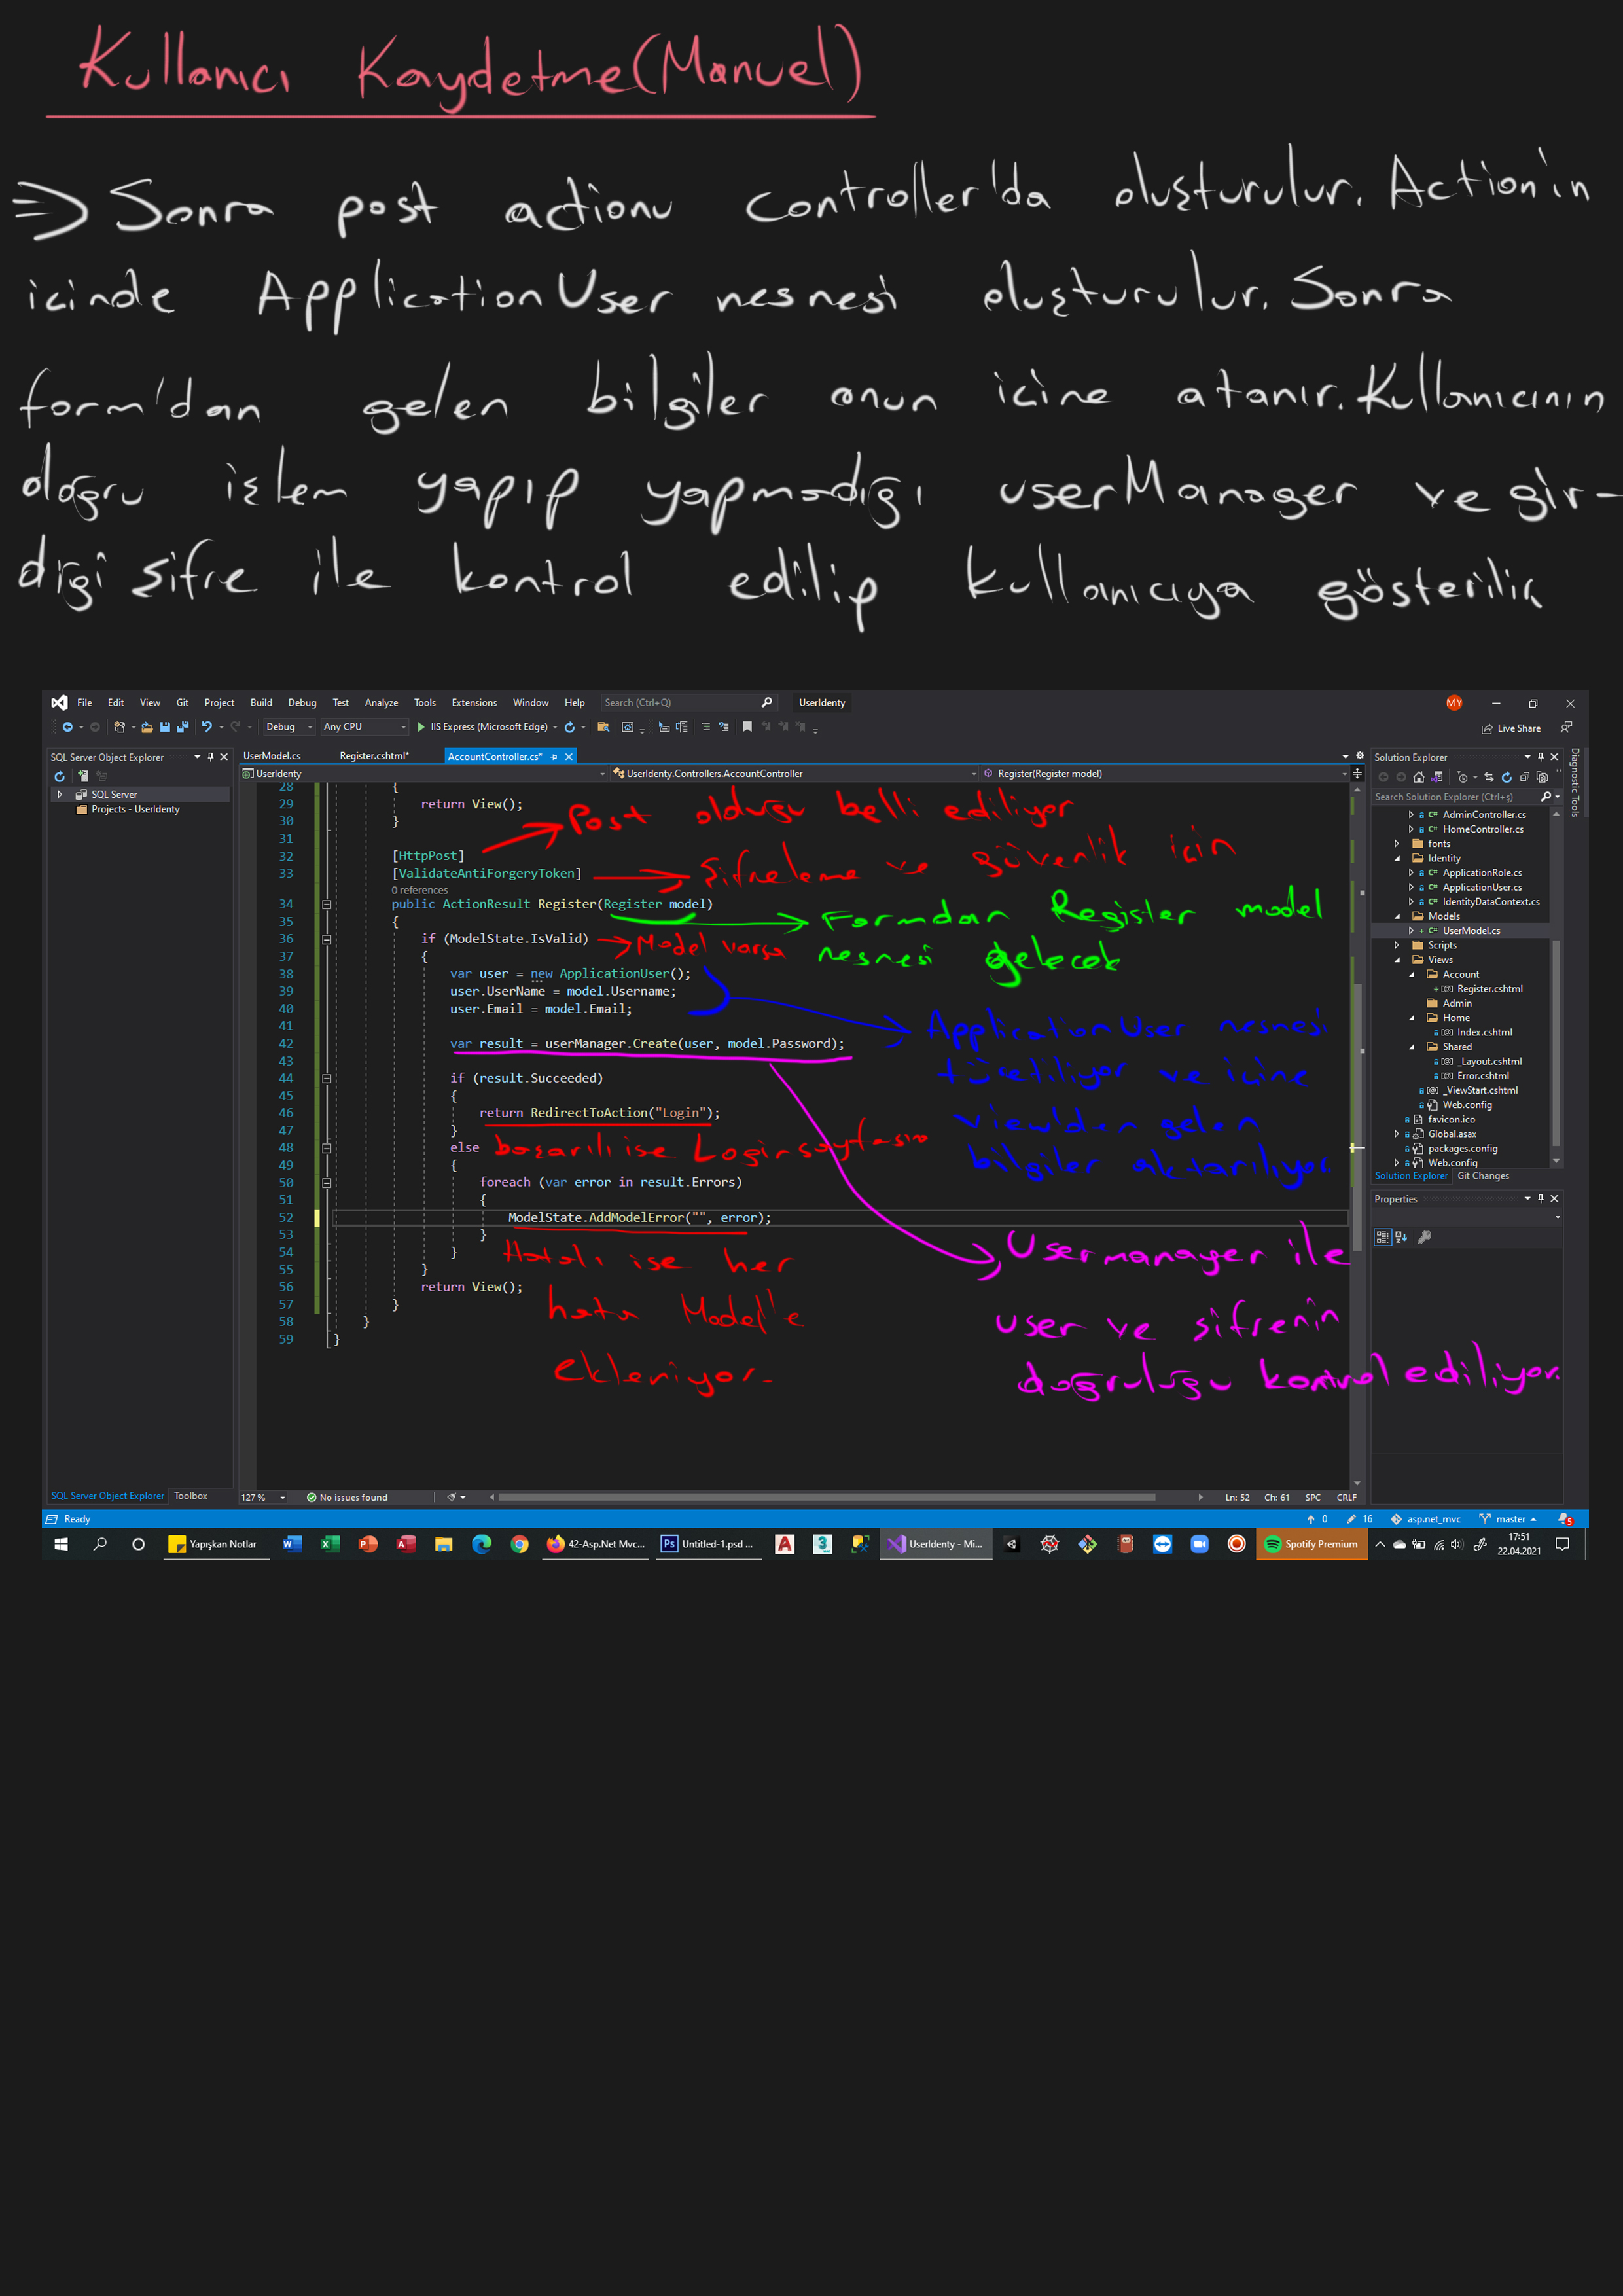 Kullanıcı Kaydetme(Manuel)
=> Sonra post actionu controller'da oluşturulur. Action'ın
icinde ApplicationUser nesnesi oluşturulur. Sonra
form'dan gelen bilgiler onun icine atanır. Kullanıcının
doğru işlem yapıp yapmadığı userManager ve gir-
diği şifre ile kontrol edilip kullanıcıya gösterilir
File Edit View Git Project Build Debug Test Analyze Tools Extensions Window Help Search (Ctrl+Q) UserIdenty MY
Debug Any CPU IIS Express (Microsoft Edge) Live Share
SQL Server Object Explorer
SQL Server
Projects - UserIdenty
UserModel.cs Register.cshtml* AccountController.cs*
UserIdenty UserIdenty.Controllers.AccountController Register(Register model)
28 {
29 return View();
30 }
31
Post olduğu belli ediliyor
32 [HttpPost]
33 [ValidateAntiForgeryToken]
Şifreleme ve güvenlik için
0 references
34 public ActionResult Register(Register model)
Formdan Register model
nesnesi gelecek
35 {
36 if (ModelState.IsValid)
Model varsa
37 {
38 var user = new ApplicationUser();
39 user.UserName = model.Username;
40 user.Email = model.Email;
ApplicationUser nesnesi
türetiliyor ve içine
view'den gelen
bilgiler aktarılıyor.
41
42 var result = userManager.Create(user, model.Password);
43
44 if (result.Succeeded)
45 {
46 return RedirectToAction("Login");
47 }
48 else
başarılı ise Login sayfasına
49 {
50 foreach (var error in result.Errors)
51 {
52 ModelState.AddModelError("", error);
53 }
54 }
55 }
56 return View();
57 }
58 }
59 }
Hatalı ise her
hata Model'e
ekleniyor.
Usermanager ile
user ve sifrenin
doğruluğu kontrol ediliyor.
Solution Explorer
Search Solution Explorer (Ctrl+ş)
AdminController.cs
HomeController.cs
fonts
Identity
ApplicationRole.cs
ApplicationUser.cs
IdentityDataContext.cs
Models
UserModel.cs
Scripts
Views
Account
Register.cshtml
Admin
Home
Index.cshtml
Shared
_Layout.cshtml
Error.cshtml
_ViewStart.cshtml
Web.config
favicon.ico
Global.asax
packages.config
Web.config
Solution Explorer Git Changes
Properties
Diagnostic Tools
SQL Server Object Explorer Toolbox
127 % No issues found Ln: 52 Ch: 61 SPC CRLF
Ready 0 16 asp.net_mvc master 5
Yapışkan Notlar 42-Asp.Net Mvc... Untitled-1.psd ... UserIdenty - Mi... Spotify Premium 17:51
22.04.2021